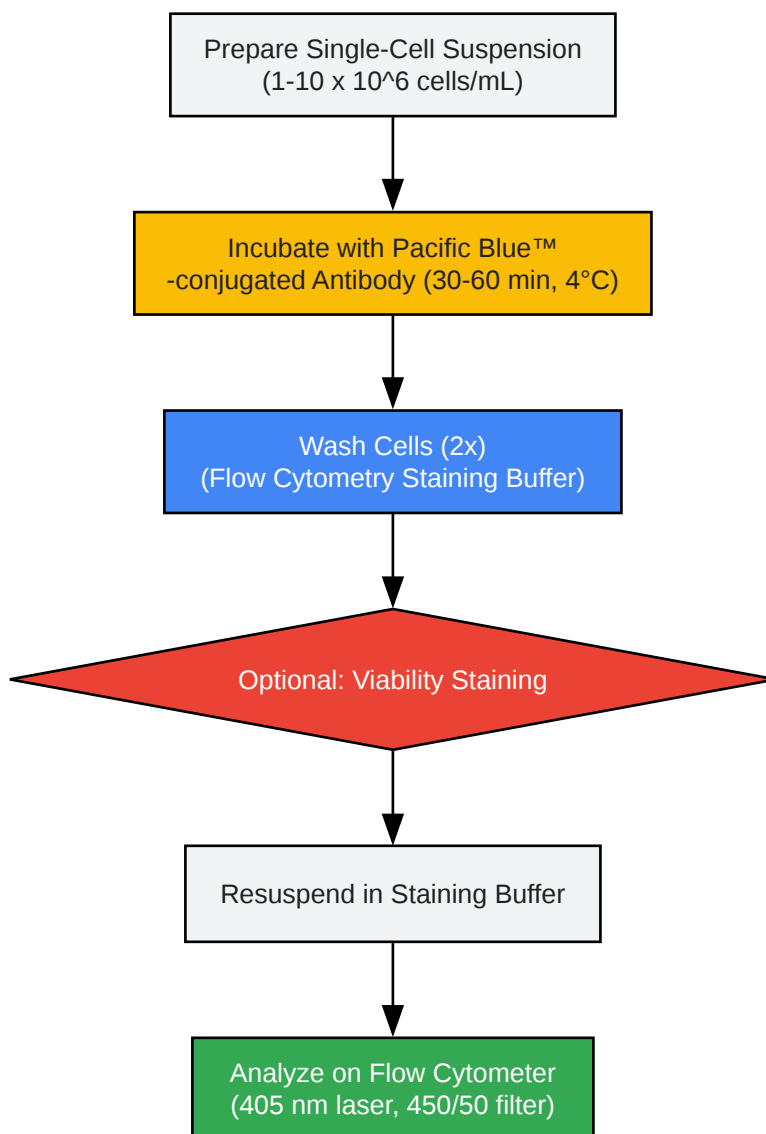 Prepare Single-Cell Suspension
(1-10 x 10^6 cells/mL)
Incubate with Pacific Blue™
-conjugated Antibody (30-60 min, 4°C)
Wash Cells (2x)
(Flow Cytometry Staining Buffer)
Optional: Viability Staining
Resuspend in Staining Buffer
Analyze on Flow Cytometer
(405 nm laser, 450/50 filter)